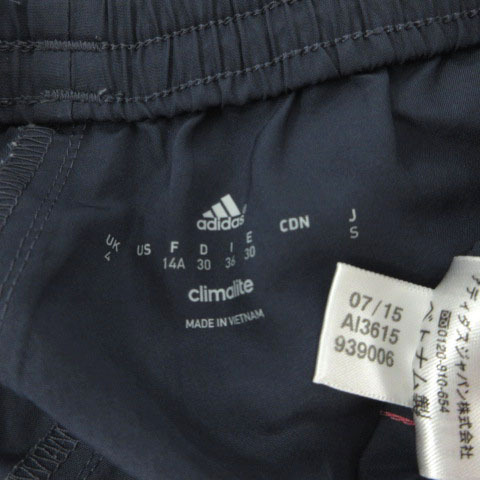 adidas
UK US F D I E CDN J
4 14A 30 36 30 S
climalite
MADE IN VIETNAM
07/15
AI3615
939006
アディダスジャパン株式会社
0120-810-654
ベトナム製